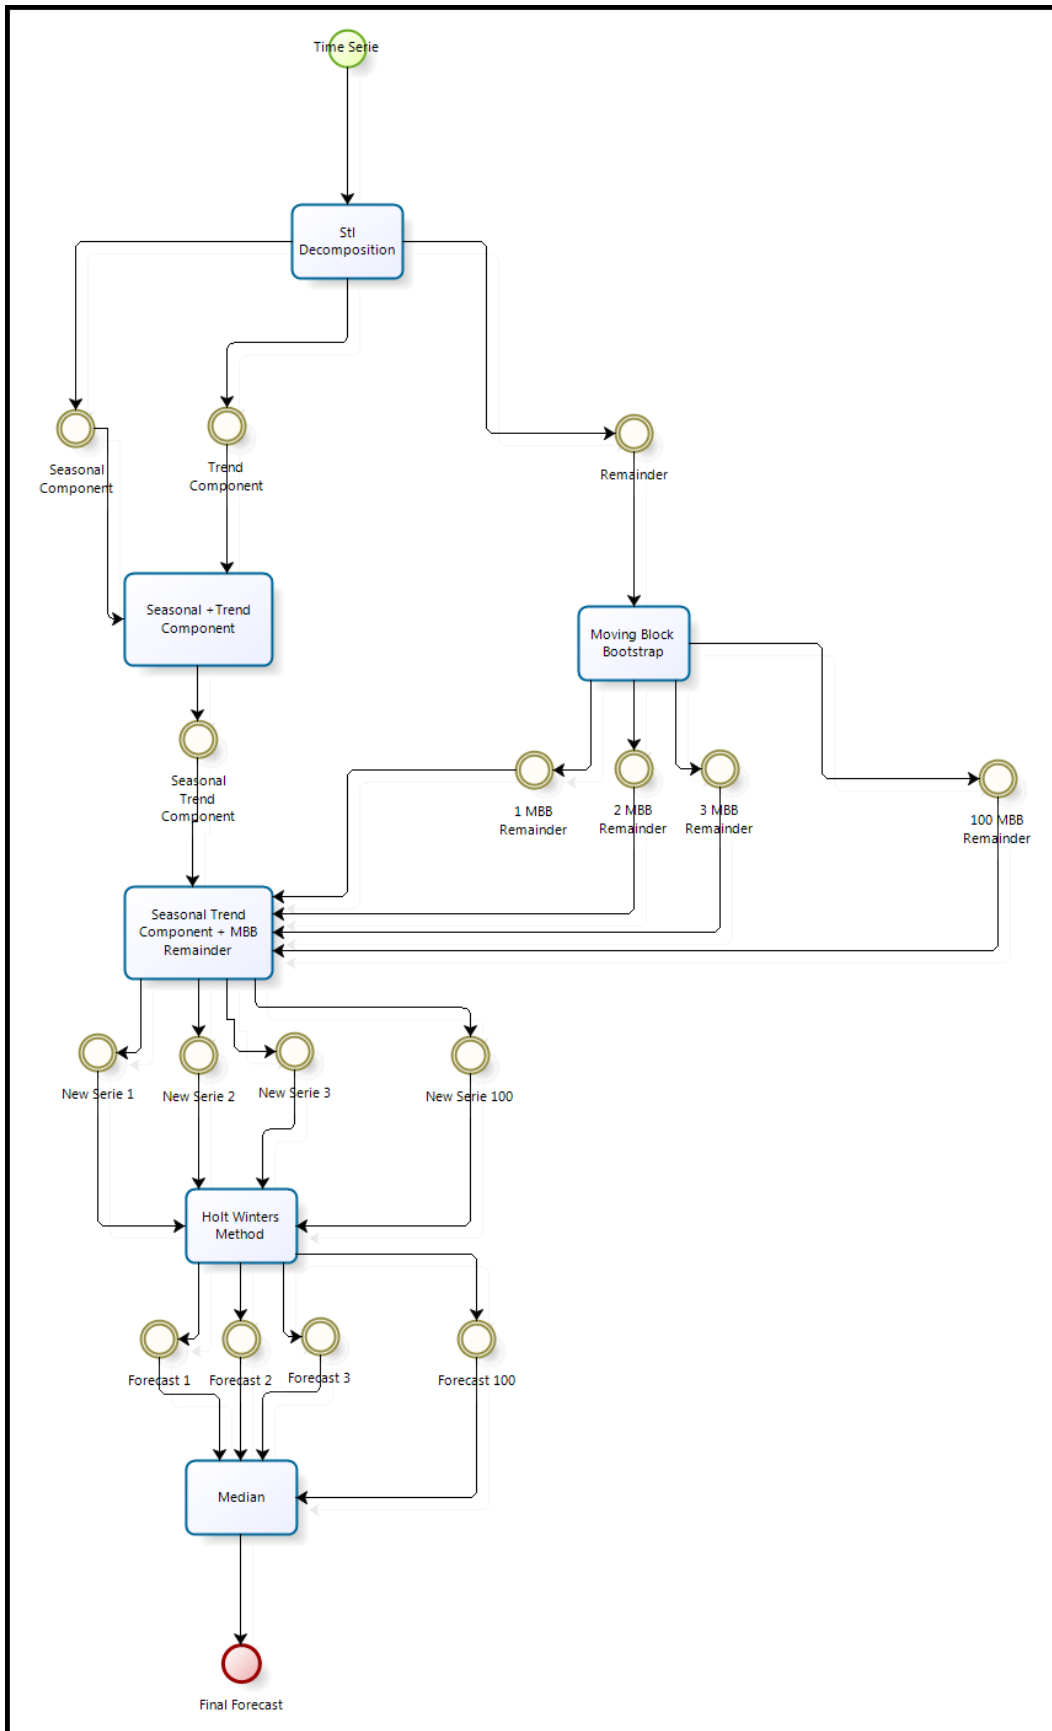 Time Serie
Stl
Decomposition
Seasonal
Component
Trend
Component
Remainder
Seasonal +Trend
Component
Moving Block
Bootstrap
Seasonal
Trend
Component
1 MBB
Remainder
2 MBB
Remainder
3 MBB
Remainder
100 MBB
Remainder
Seasonal Trend
Component + MBB
Remainder
New Serie 1
New Serie 2
New Serie 3
New Serie 100
Holt Winters
Method
Forecast 1
Forecast 2
Forecast 3
Forecast 100
Median
Final Forecast